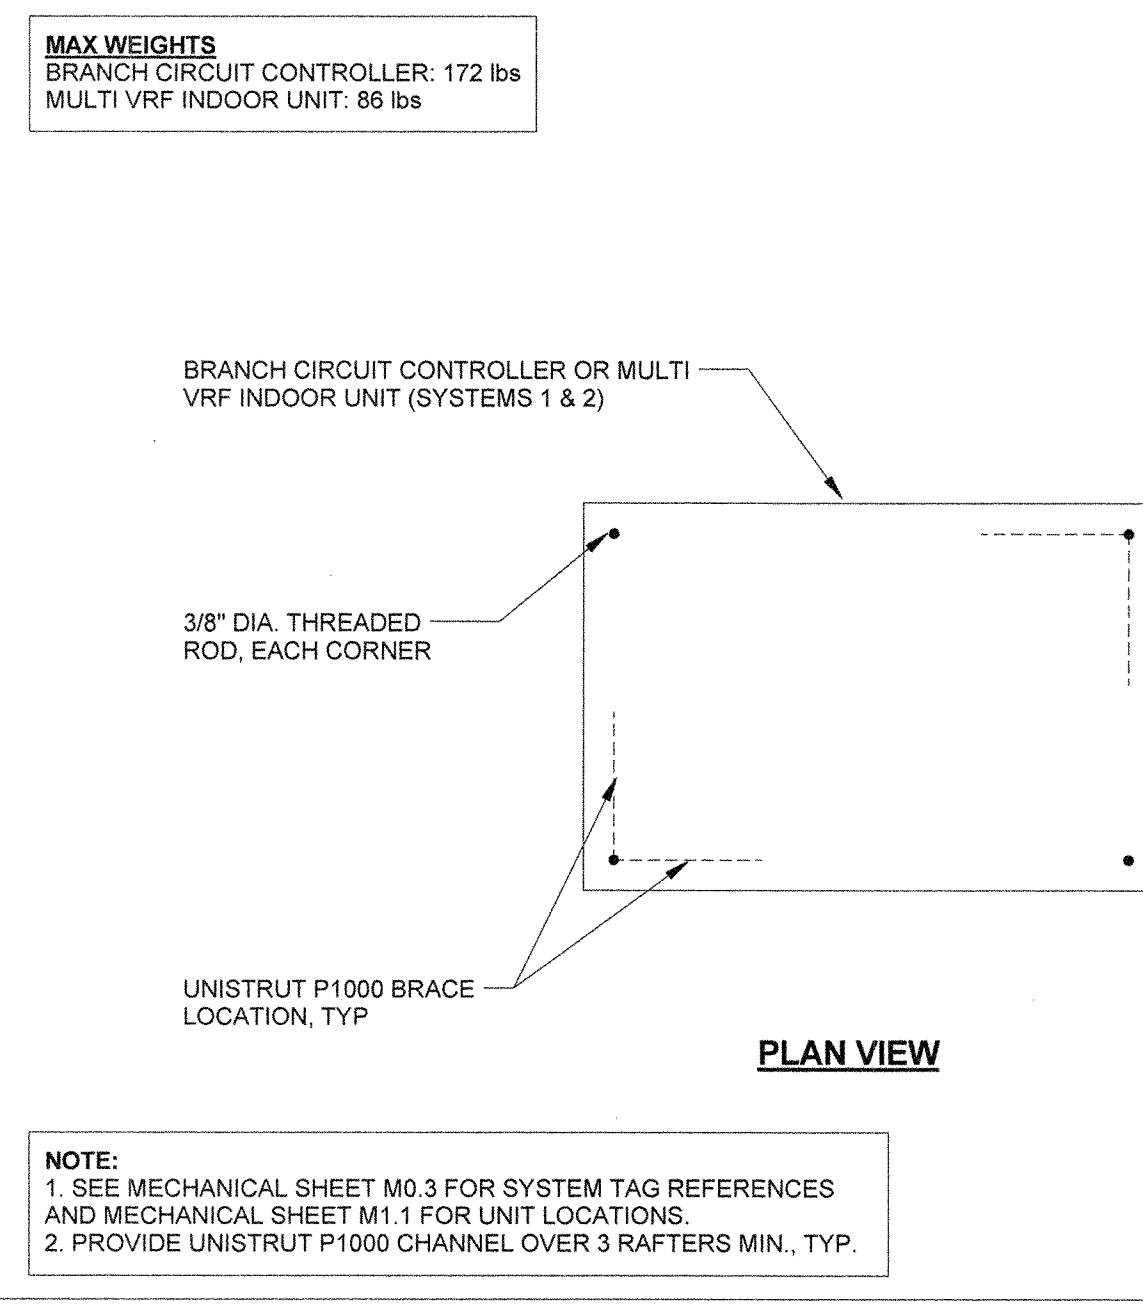 MAX WEIGHTS
BRANCH CIRCUIT CONTROLLER: 172 lbs
MULTI VRF INDOOR UNIT: 86 lbs
BRANCH CIRCUIT CONTROLLER OR MULTI
VRF INDOOR UNIT (SYSTEMS 1 & 2)
3/8" DIA. THREADED
ROD, EACH CORNER
UNISTRUT P1000 BRACE
LOCATION, TYP
PLAN VIEW
NOTE:
1. SEE MECHANICAL SHEET M0.3 FOR SYSTEM TAG REFERENCES
AND MECHANICAL SHEET M1.1 FOR UNIT LOCATIONS.
2. PROVIDE UNISTRUT P1000 CHANNEL OVER 3 RAFTERS MIN., TYP.